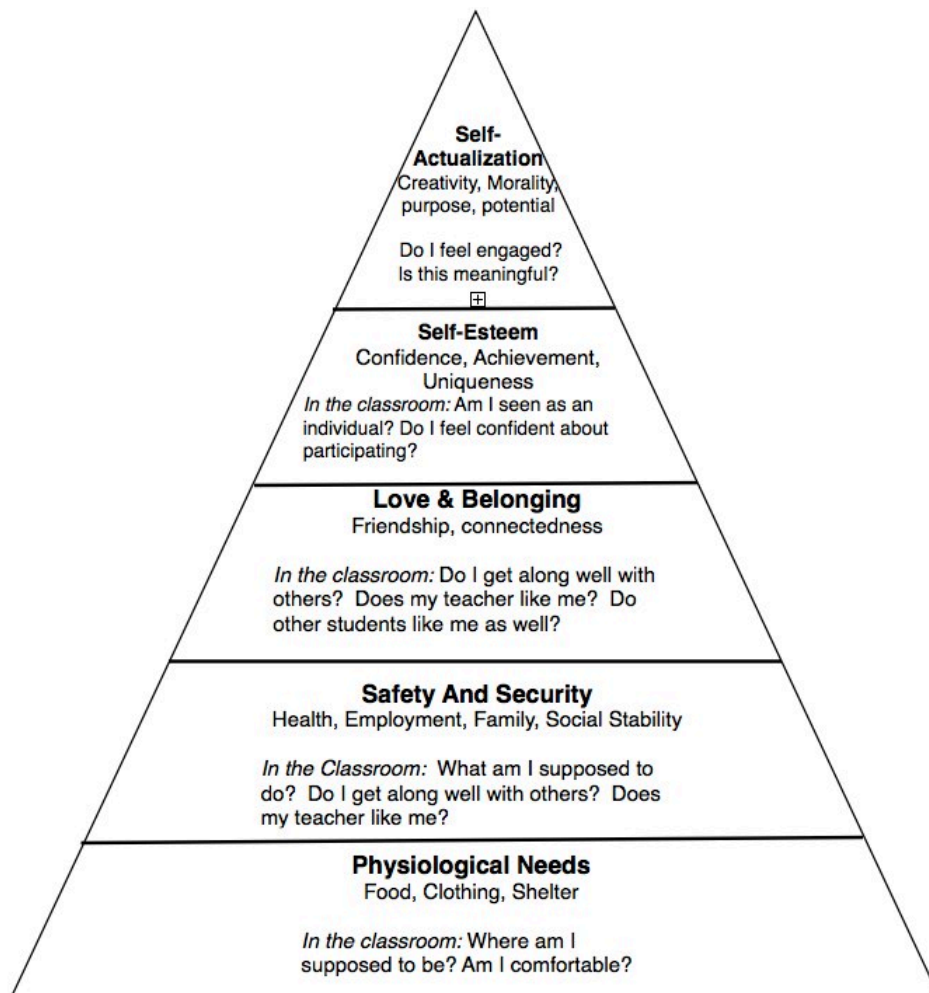 Self-
Actualization
Creativity, Morality,
purpose, potential
Do I feel engaged?
Is this meaningful?
Self-Esteem
Confidence, Achievement,
Uniqueness
In the classroom: Am I seen as an
individual? Do I feel confident about
participating?
Love & Belonging
Friendship, connectedness
In the classroom: Do I get along well with
others?  Does my teacher like me?  Do
other students like me as well?
Safety And Security
Health, Employment, Family, Social Stability
In the Classroom:  What am I supposed to
do?  Do I get along well with others?  Does
my teacher like me?
Physiological Needs
Food, Clothing, Shelter
In the classroom: Where am I
supposed to be? Am I comfortable?